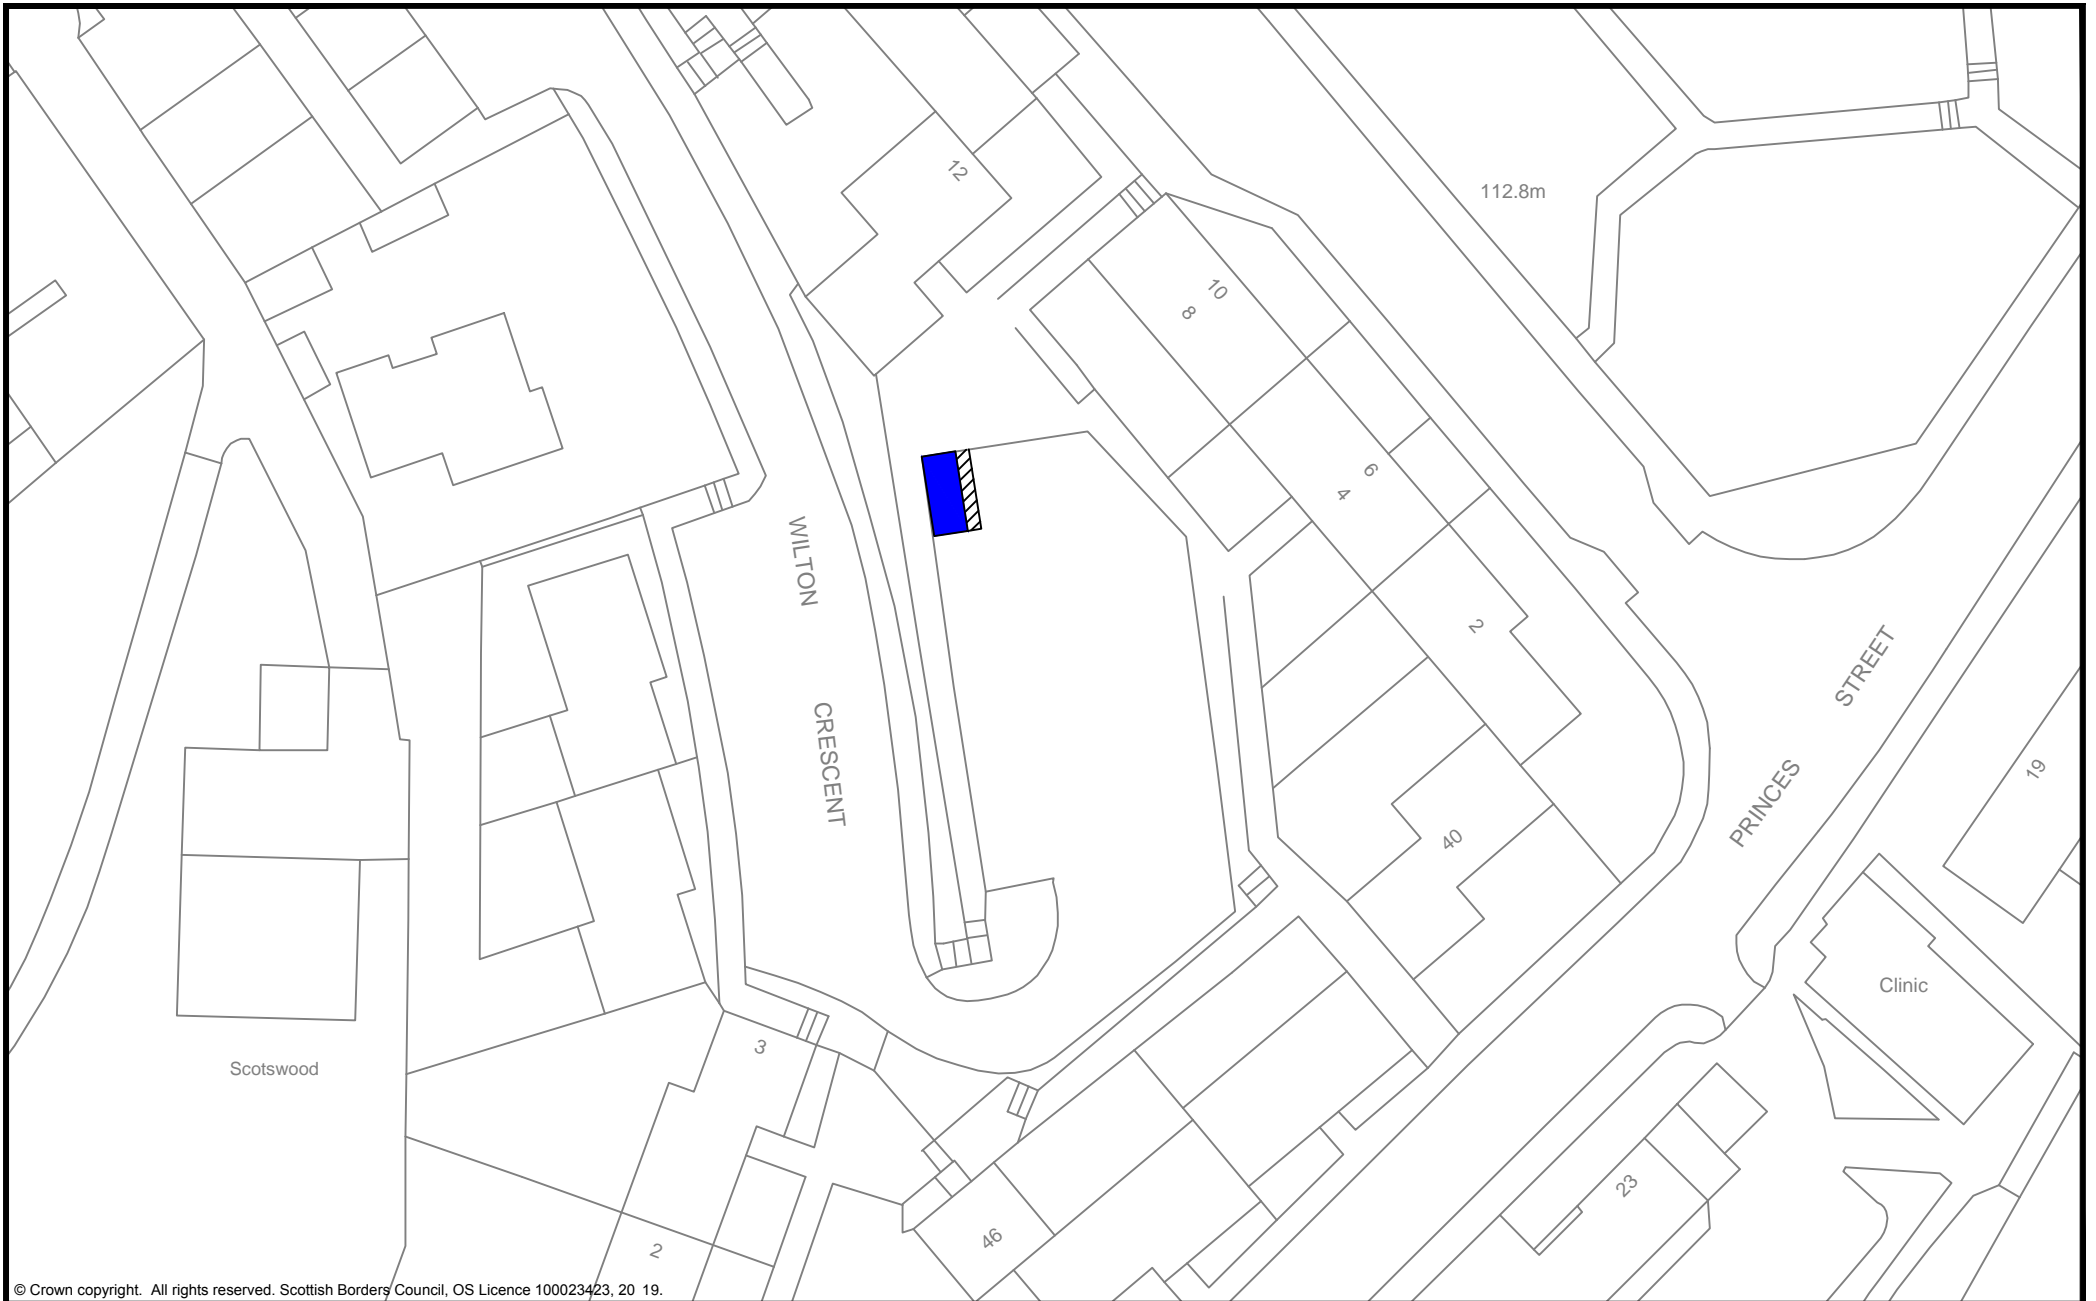 12
112.8m
10
8
6
4
WILTON
CRESCENT
2
STREET
PRINCES
19
40
Clinic
3
Scotswood
23
46
2
© Crown copyright. All rights reserved. Scottish Borders Council, OS Licence 100023423, 20 19.